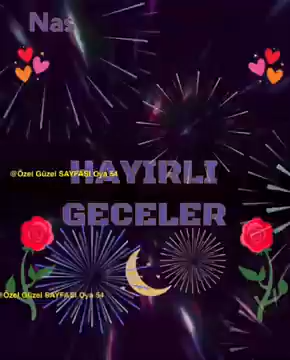 Nas
@Özel Güzel SAYFASI Oya 54
HAYIRLI
GECELER
@Özel Güzel SAYFASI Oya 54